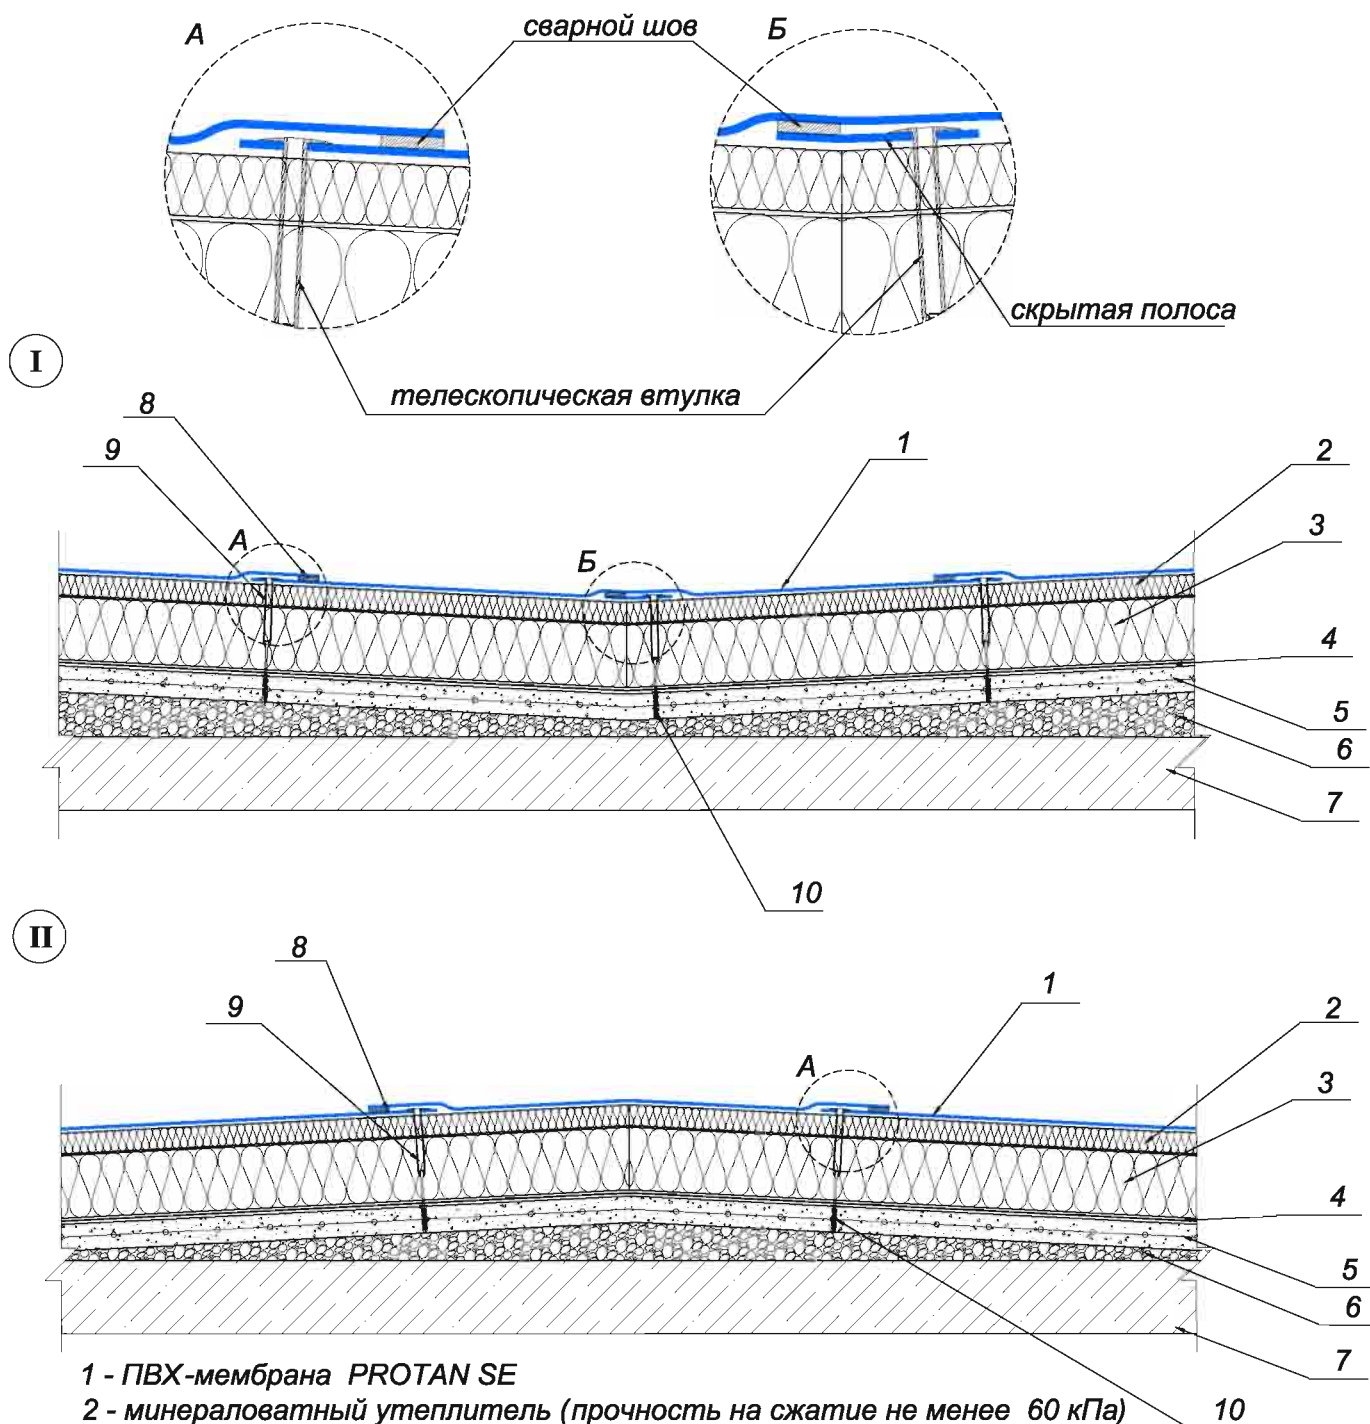 А
сварной шов
Б
скрытая полоса
I
телескопическая втулка
8
9
1
2
3
А
Б
4
5
6
7
10
II
8
9
1
2
А
3
4
5
6
7
1 - ПВХ-мембрана PROTAN SE
2 - минераловатный утеплитель (прочность на сжатие не менее 60 кПа)
10